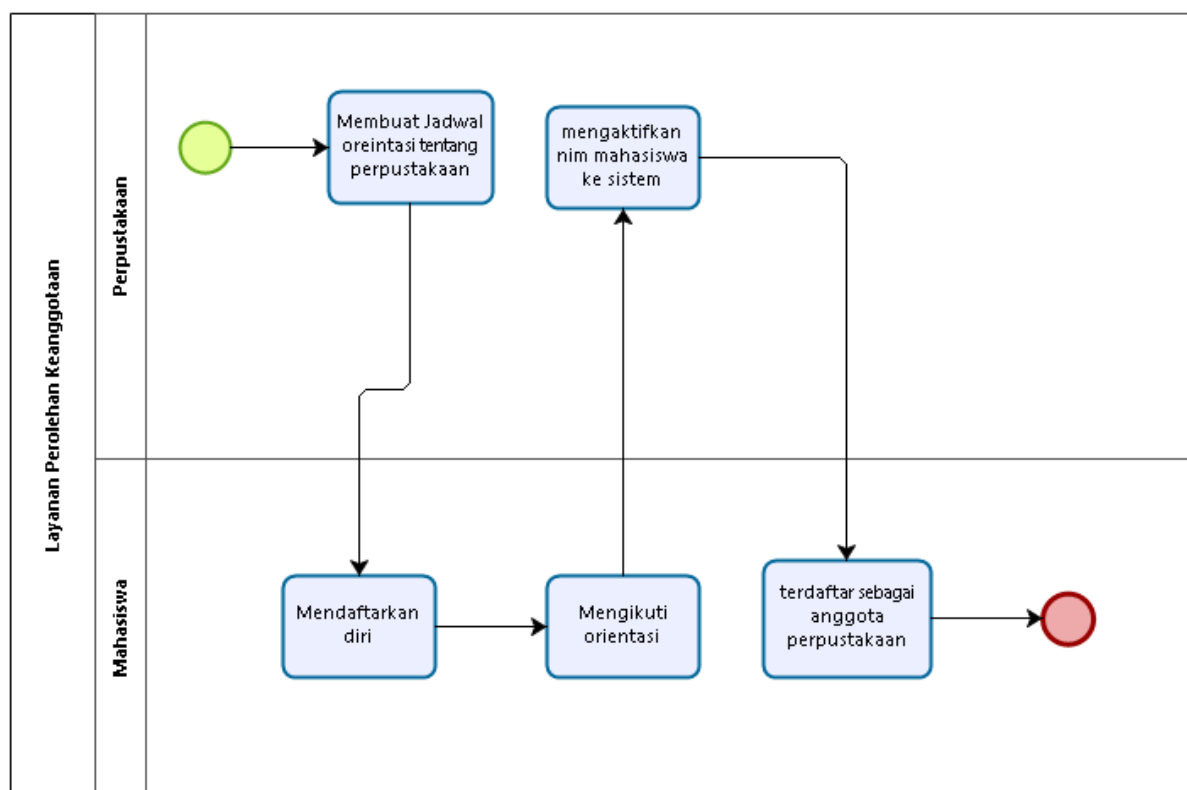 Layanan Perolehan Keanggotaan
Perpustakaan
Membuat Jadwal
oreintasi tentang
perpustakaan
mengaktifkan
nim mahasiswa
ke sistem
Mahasiswa
Mendaftarkan
diri
Mengikuti
orientasi
terdaftar sebagai
anggota
perpustakaan